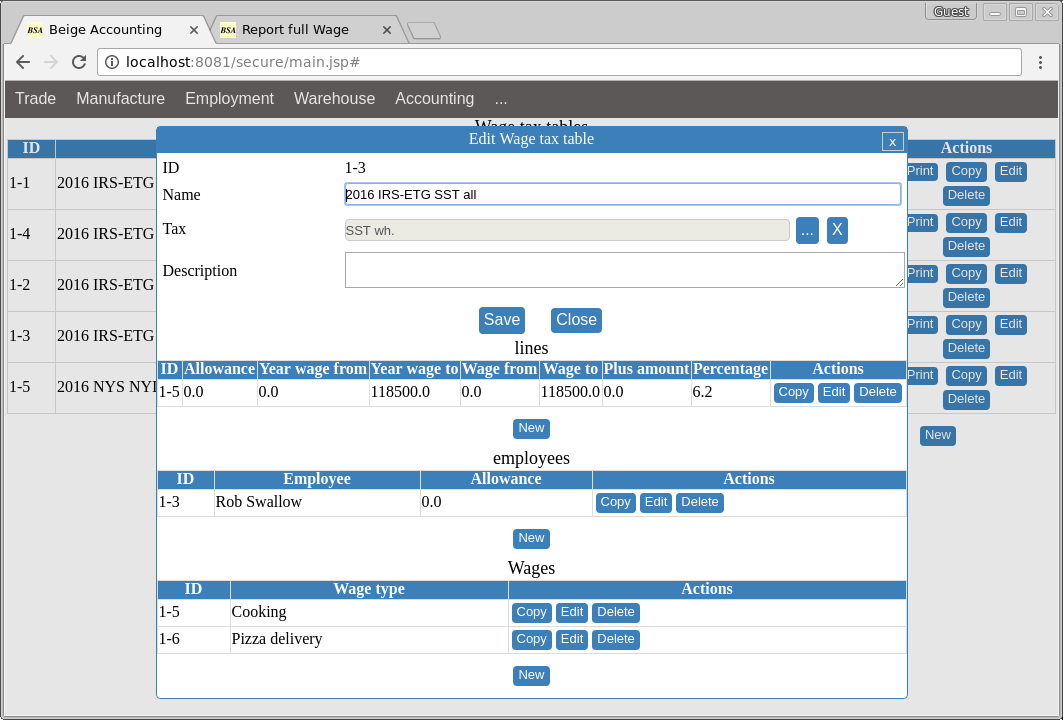 Guest
BSA Beige Accounting
BSA Report full Wage
localhost:8081/secure/main.jsp#
Trade Manufacture Employment Warehouse Accounting ...
Wage tax tables
ID Actions
1-1 2016 IRS-ETG Print Copy Edit
Delete
1-4 2016 IRS-ETG Print Copy Edit
Delete
1-2 2016 IRS-ETG Print Copy Edit
Delete
1-3 2016 IRS-ETG Print Copy Edit
Delete
1-5 2016 NYS NYI Print Copy Edit
Delete
New
Edit Wage tax table x
ID 1-3
Name 2016 IRS-ETG SST all
Tax SST wh. ... X
Description
Save Close
lines
ID Allowance Year wage from Year wage to Wage from Wage to Plus amount Percentage Actions
1-5 0.0 0.0 118500.0 0.0 118500.0 0.0 6.2 Copy Edit Delete
New
employees
ID Employee Allowance Actions
1-3 Rob Swallow 0.0 Copy Edit Delete
New
Wages
ID Wage type Actions
1-5 Cooking Copy Edit Delete
1-6 Pizza delivery Copy Edit Delete
New